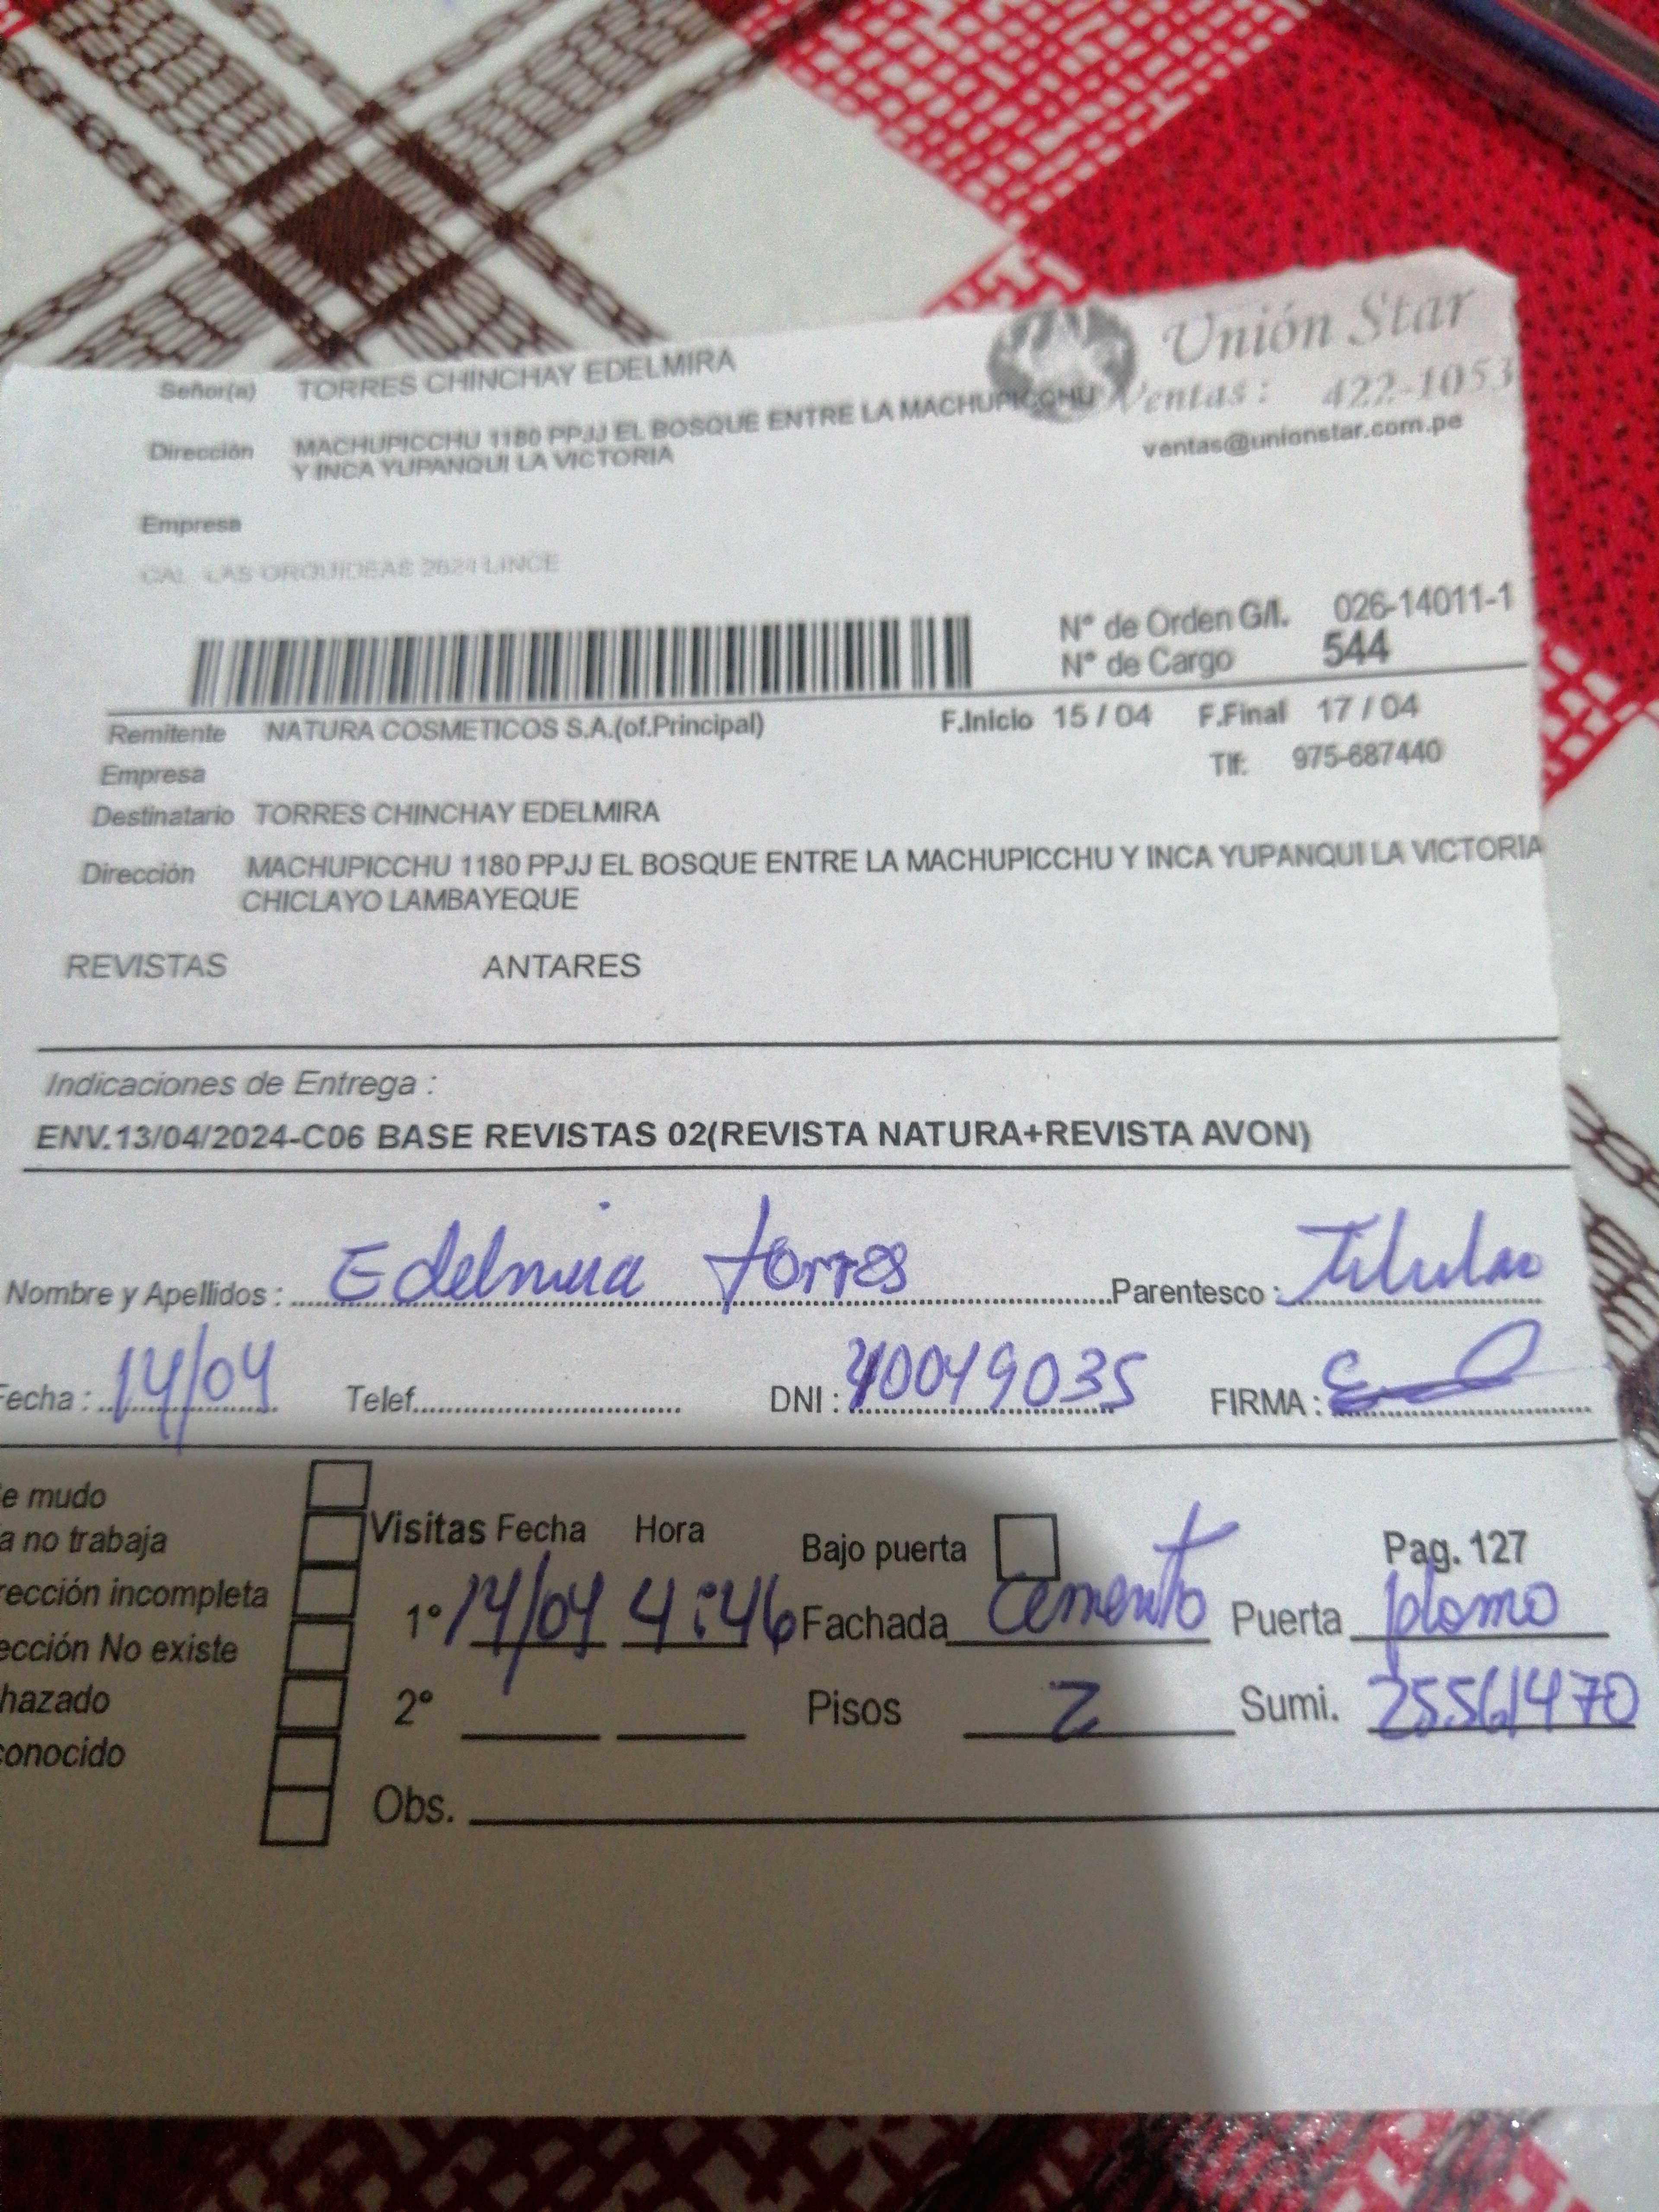 Unión Star
Ventas: 422-1053
ventas@unionstar.com.pe
Señor(a) TORRES CHINCHAY EDELMIRA
Dirección MACHUPICCHU 1180 PPJJ EL BOSQUE ENTRE LA MACHUPICCHU
Y INCA YUPANQUI LA VICTORIA
Empresa
CAL LAS ORQUIDEAS 2624 LINCE
N° de Orden G/I. 026-14011-1
N° de Cargo 544
Remitente NATURA COSMETICOS S.A.(of.Principal) F.Inicio 15 / 04 F.Final 17 / 04
Empresa Tlf: 975-687440
Destinatario TORRES CHINCHAY EDELMIRA
Dirección MACHUPICCHU 1180 PPJJ EL BOSQUE ENTRE LA MACHUPICCHU Y INCA YUPANQUI LA VICTORIA
CHICLAYO LAMBAYEQUE
REVISTAS ANTARES
Indicaciones de Entrega :
ENV.13/04/2024-C06 BASE REVISTAS 02(REVISTA NATURA+REVISTA AVON)
Nombre y Apellidos : Edelmira Torres Parentesco : Titular
Fecha : 14/04 Telef. DNI : 40049035 FIRMA :
e mudo
a no trabaja
rección incompleta
ección No existe
hazado
conocido
Visitas Fecha Hora Bajo puerta Pag. 127
1° 14/04 4:46 Fachada Cemento Puerta plomo
2° Pisos 2 Sumi. 25561470
Obs.